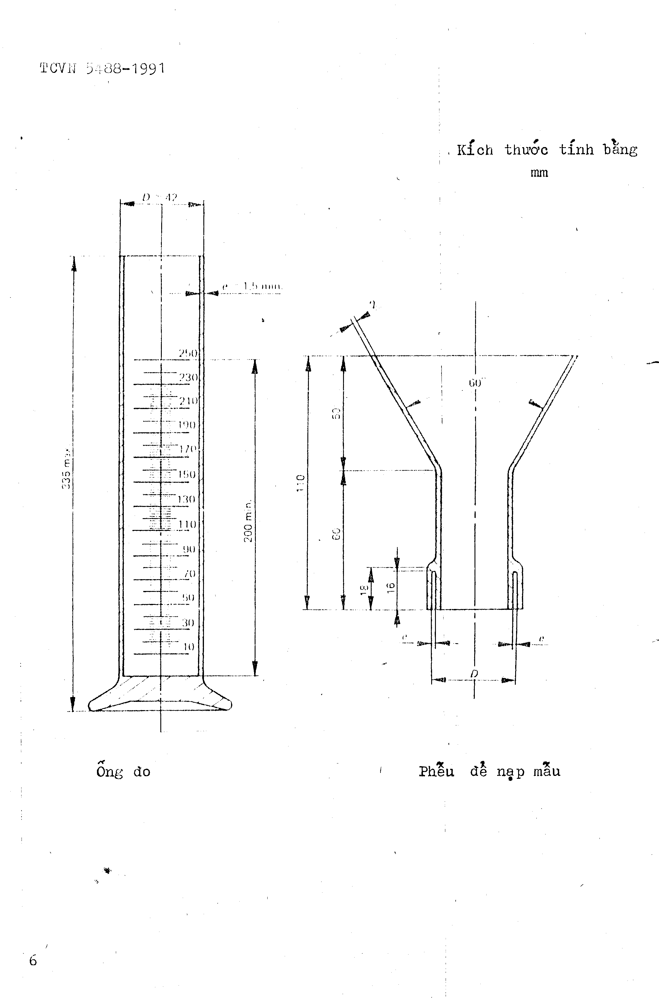 TCVN 5488-1991
Kích thước tính bằng
mm
D ~ 42
e ~ 1,5 mm.
2
250
230
210
190
170
150
130
110
90
70
50
30
10
335 max.
200 min.
60°
50
110
60
18
16
e
e
D
Ống đo
Phễu để nạp mẫu
6